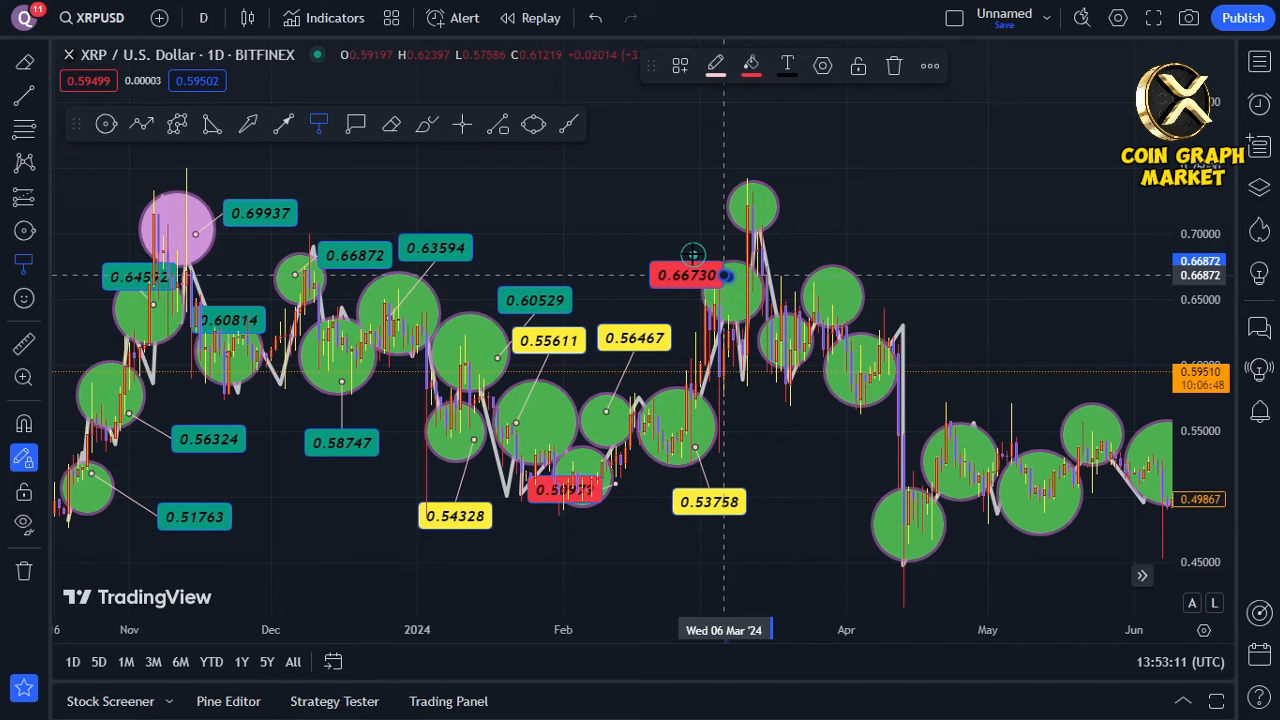 Q 11 XRPUSD D Indicators Alert Replay Unnamed Save Publish
XRP / U.S. Dollar · 1D · BITFINEX O0.59197 H0.62397 L0.57586 C0.61219 +0.02014
0.59499 0.00003 0.59502
T
COIN GRAPH
MARKET
0.69937
0.63594
0.66872
0.60814
0.60529
0.55611
0.56467
0.66730
0.56324
0.58747
0.51763
0.54328
0.53758
0.70000
0.66872
0.66872
0.65000
0.59510
10:06:48
0.55000
0.49867
0.45000
TradingView
A L
6 Nov Dec 2024 Feb Wed 06 Mar '24 Apr May Jun
1D 5D 1M 3M 6M YTD 1Y 5Y All 13:53:11 (UTC)
Stock Screener Pine Editor Strategy Tester Trading Panel